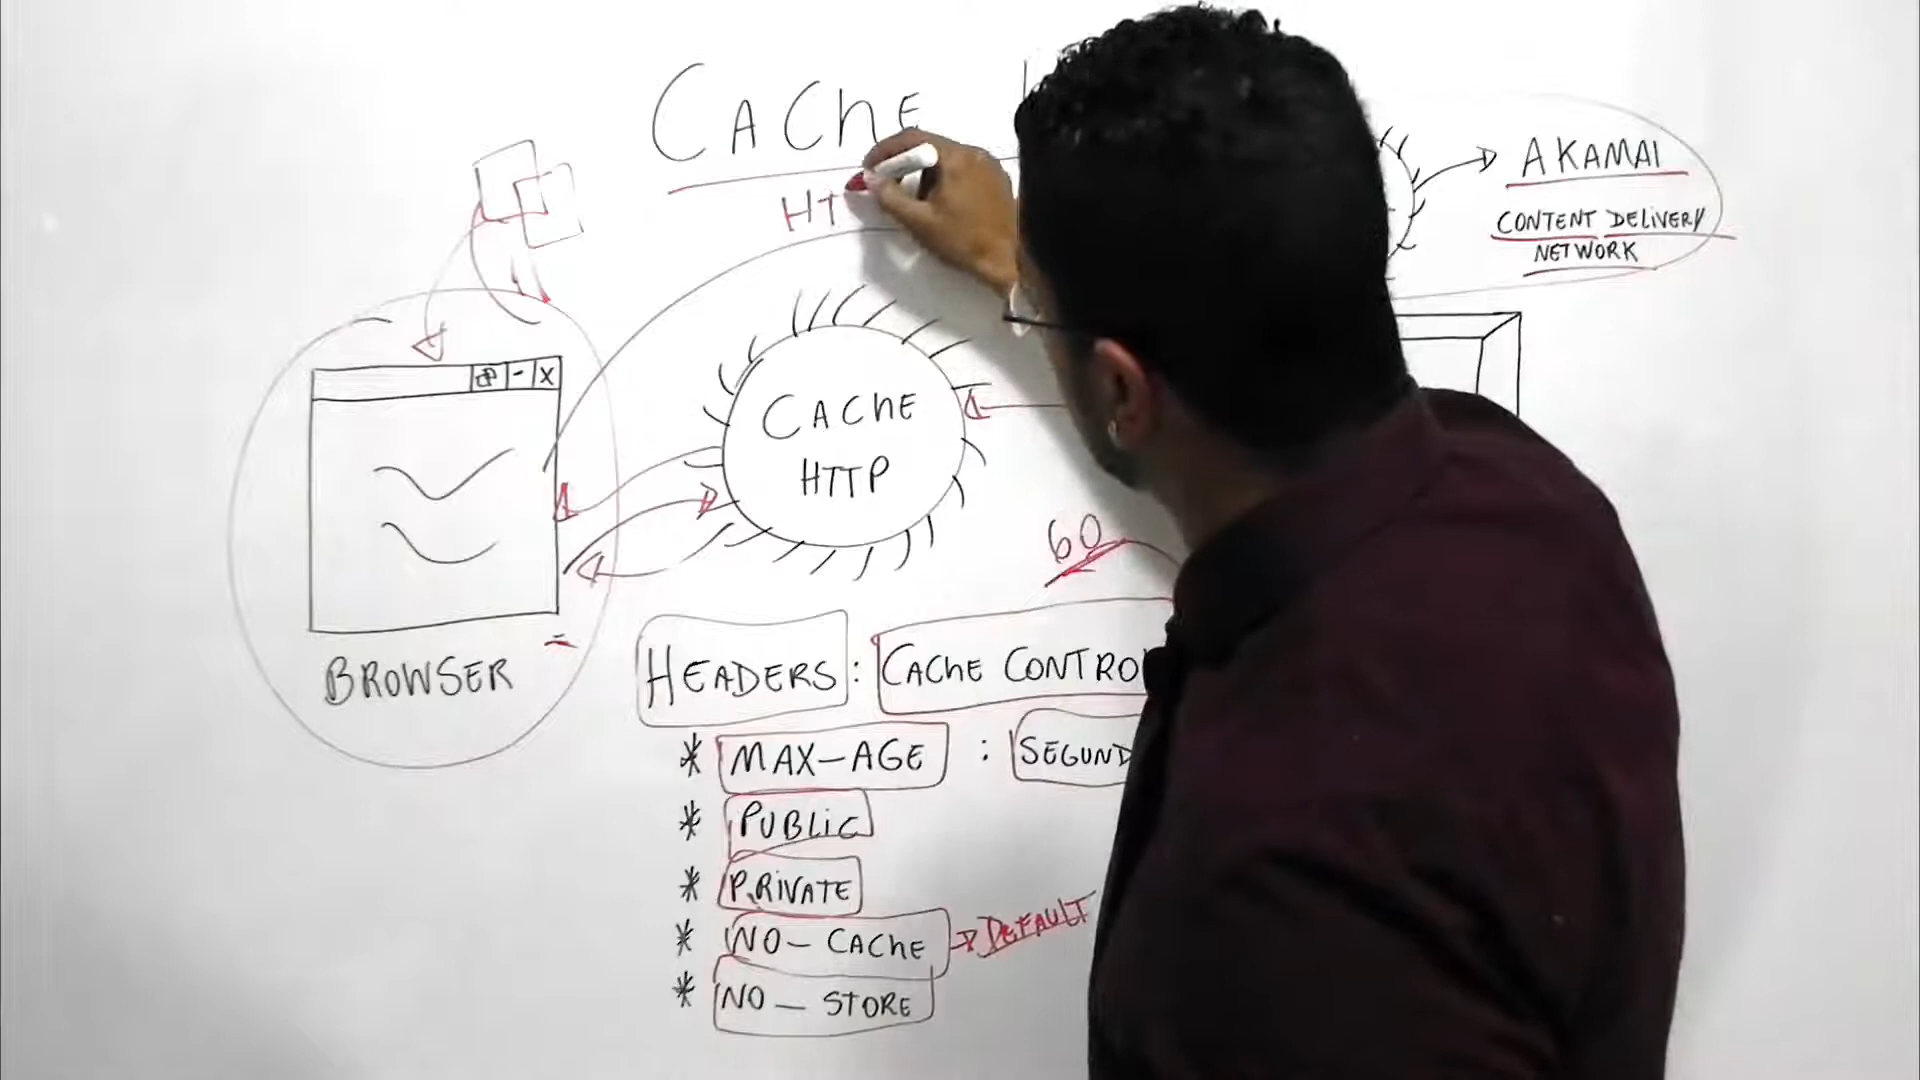 CAChE
HT
AKAMAI
CONTENT DELIVERY
NETWORK
CAChE
HTTP
60
BROWSER
HEADERS: CAChE CONTRO
* MAX-AGE : SEGUND
* PUBLIC
* PRIVATE
* NO-CAChE → DEFAULT
* NO-STORE